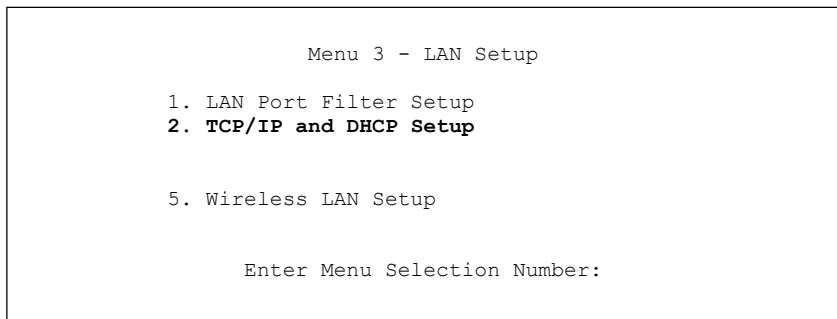 Menu 3 - LAN Setup
1. LAN Port Filter Setup
2. TCP/IP and DHCP Setup
5. Wireless LAN Setup
Enter Menu Selection Number: